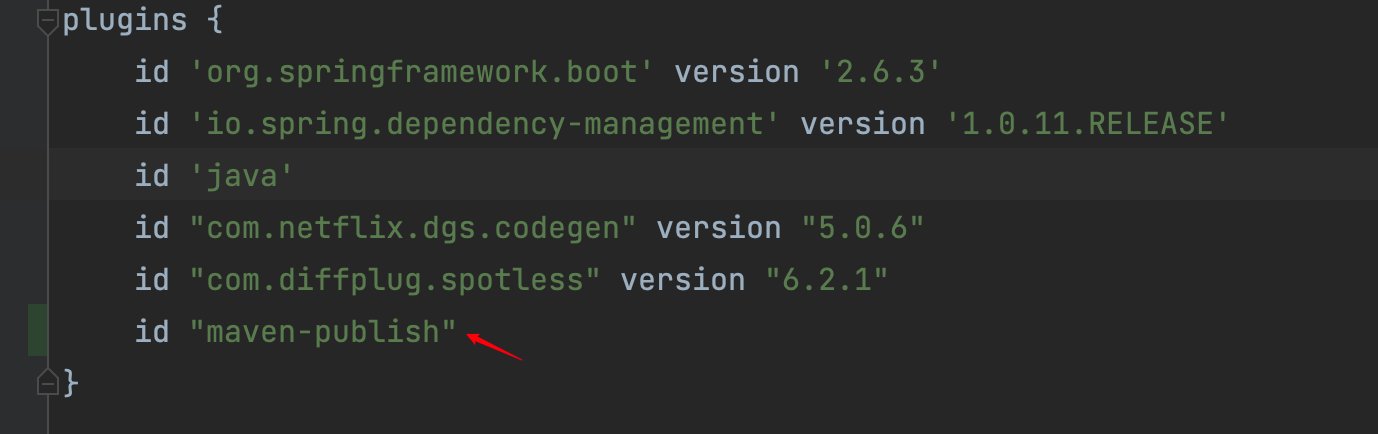 plugins {
id 'org.springframework.boot' version '2.6.3'
id 'io.spring.dependency-management' version '1.0.11.RELEASE'
id 'java'
id "com.netflix.dgs.codegen" version "5.0.6"
id "com.diffplug.spotless" version "6.2.1"
id "maven-publish"
}